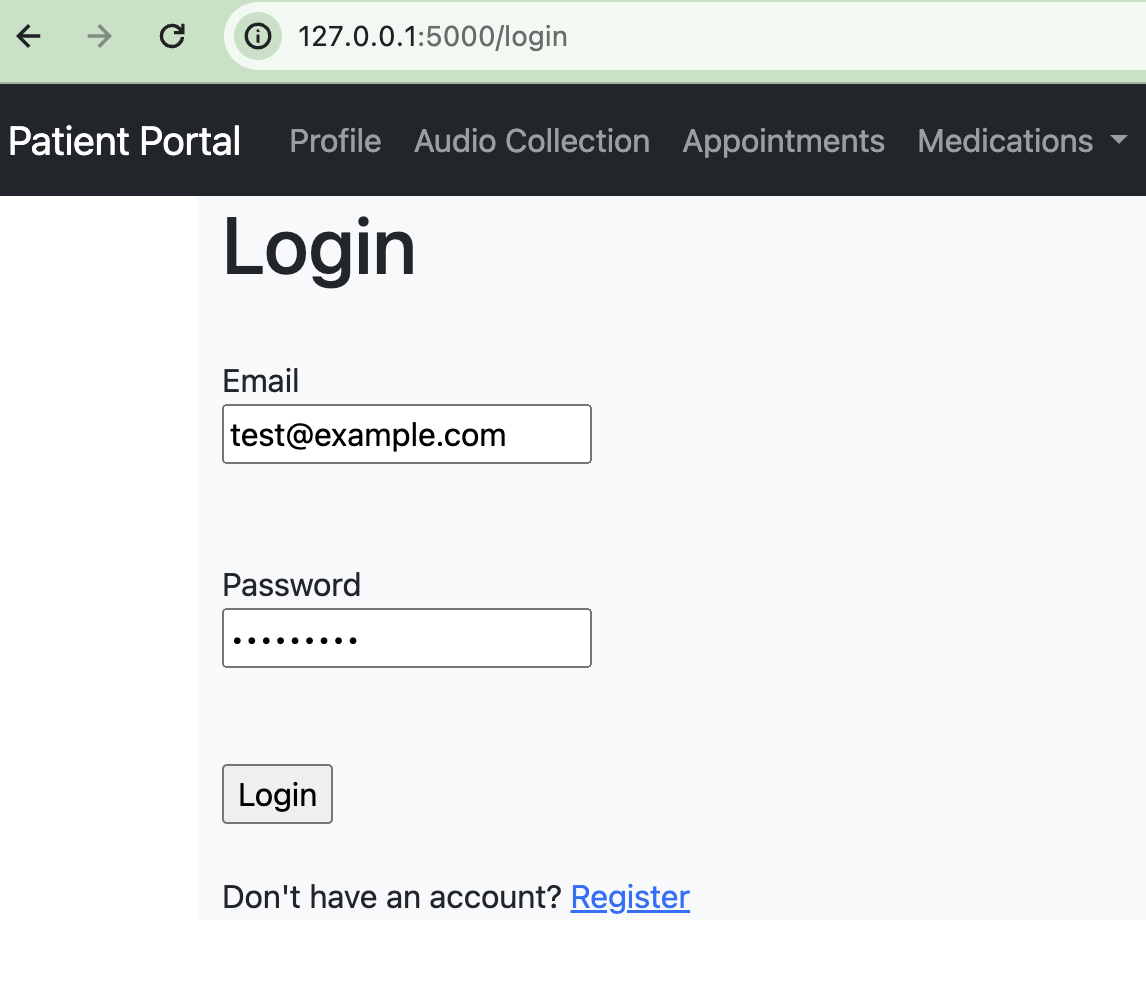 127.0.0.1:5000/login
Patient Portal Profile Audio Collection Appointments Medications
Login
Email
test@example.com
Password
•••••••••
Login
Don't have an account? Register